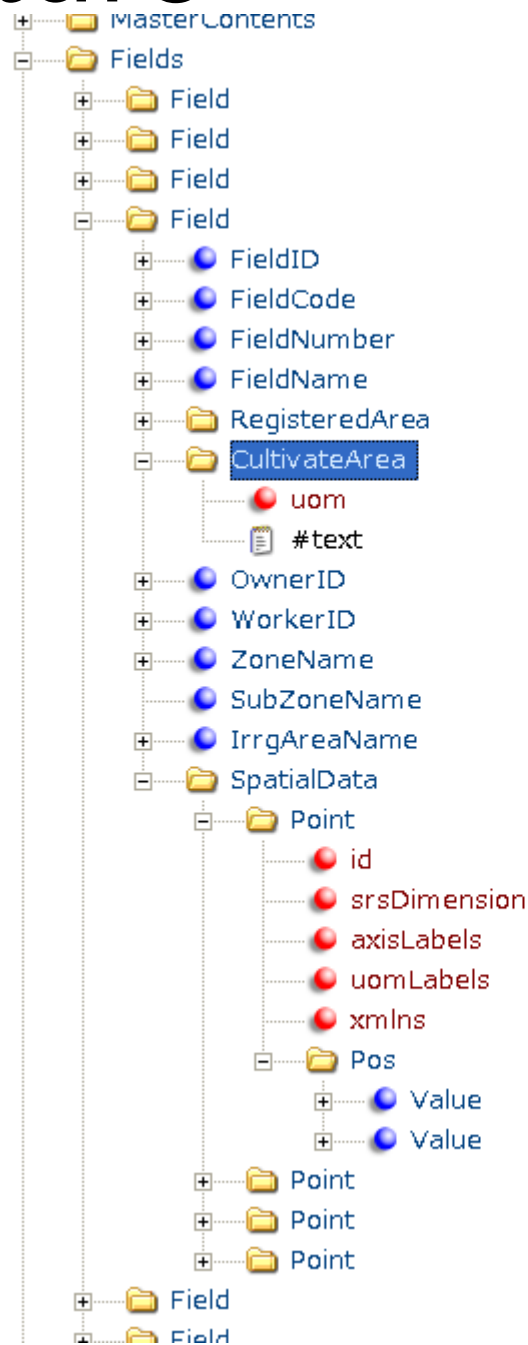 MasterContents
Fields
Field
Field
Field
Field
FieldID
FieldCode
FieldNumber
FieldName
RegisteredArea
CultivateArea
uom
#text
OwnerID
WorkerID
ZoneName
SubZoneName
IrrgAreaName
SpatialData
Point
id
srsDimension
axisLabels
uomLabels
xmlns
Pos
Value
Value
Point
Point
Point
Field
Field